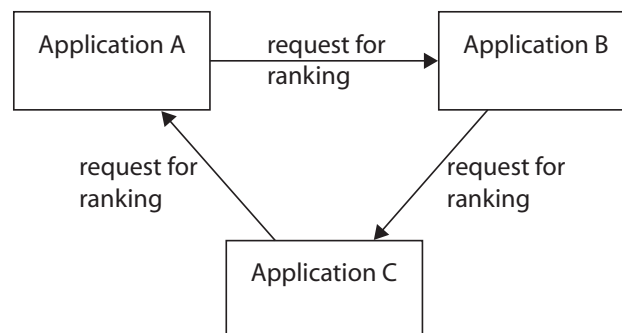 Application A
request for
ranking
Application B
request for
ranking
request for
ranking
Application C